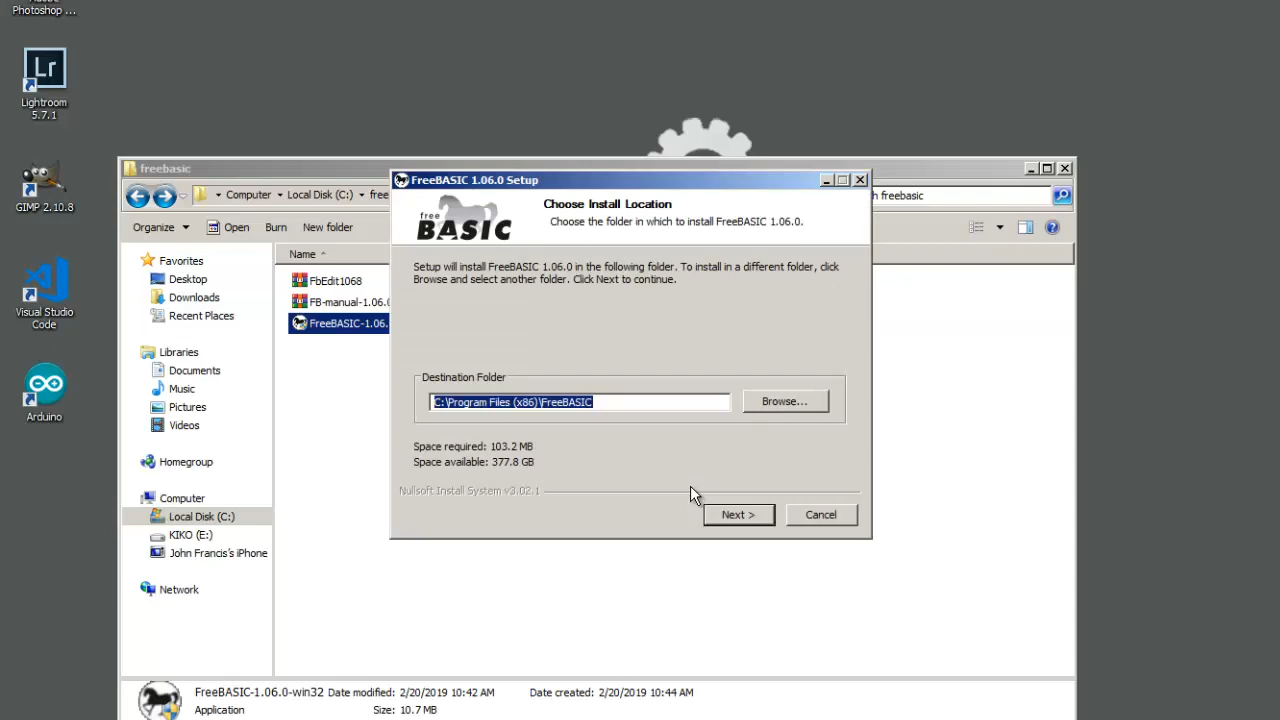 Photoshop ...
Lightroom
5.7.1
GIMP 2.10.8
Visual Studio
Code
Arduino
freebasic
Computer
Local Disk (C:)
free
h freebasic
Organize
Open
Burn
New folder
Favorites
Desktop
Downloads
Recent Places
Libraries
Documents
Music
Pictures
Videos
Homegroup
Computer
Local Disk (C:)
KIKO (E:)
John Francis's iPhone
Network
Name
FbEdit1068
FB-manual-1.06.0
FreeBASIC-1.06.
FreeBASIC 1.06.0 Setup
free
BASIC
Choose Install Location
Choose the folder in which to install FreeBASIC 1.06.0.
Setup will install FreeBASIC 1.06.0 in the following folder. To install in a different folder, click
Browse and select another folder. Click Next to continue.
Destination Folder
C:\Program Files (x86)\FreeBASIC
Browse...
Space required: 103.2 MB
Space available: 377.8 GB
Nullsoft Install System v3.02.1
Next >
Cancel
FreeBASIC-1.06.0-win32 Date modified: 2/20/2019 10:42 AM Date created: 2/20/2019 10:44 AM
Application Size: 10.7 MB